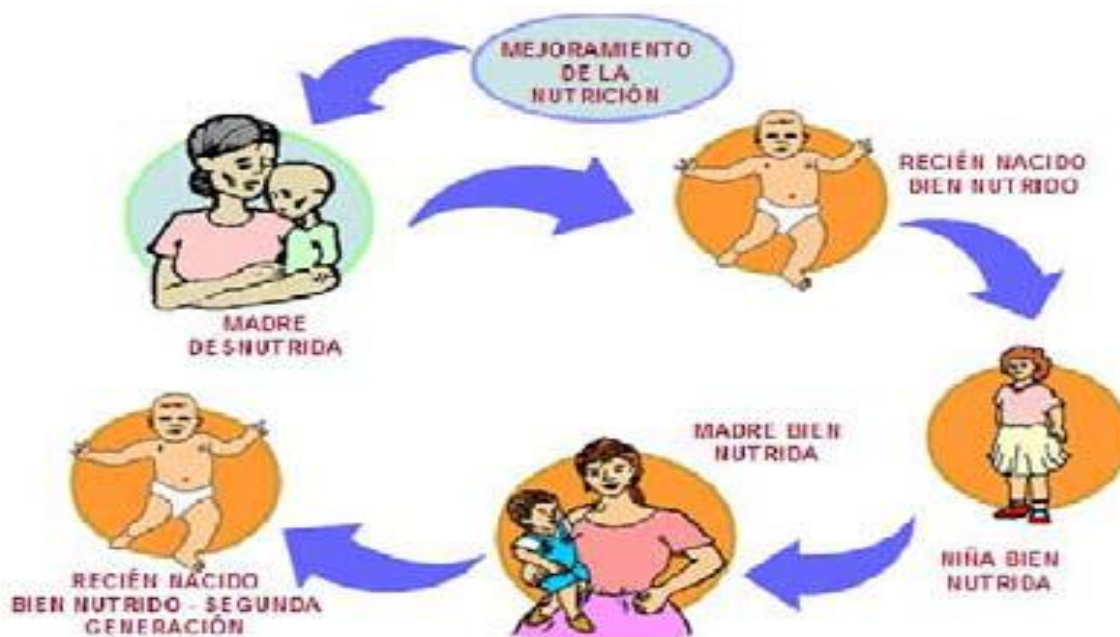 MEJORAMIENTO
DE LA
NUTRICIÓN
RECIÉN NACIDO
BIEN NUTRIDO
MADRE
DESNUTRIDA
MADRE BIEN
NUTRIDA
NIÑA BIEN
NUTRIDA
RECIÉN NACIDO
BIEN NUTRIDO - SEGUNDA
GENERACIÓN